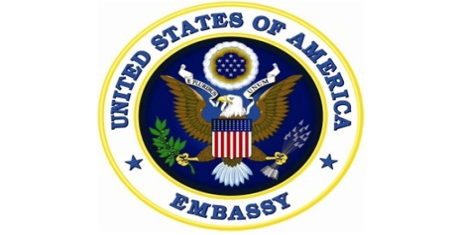 UNITED STATES OF AMERICA
E PLURIBUS UNUM
EMBASSY